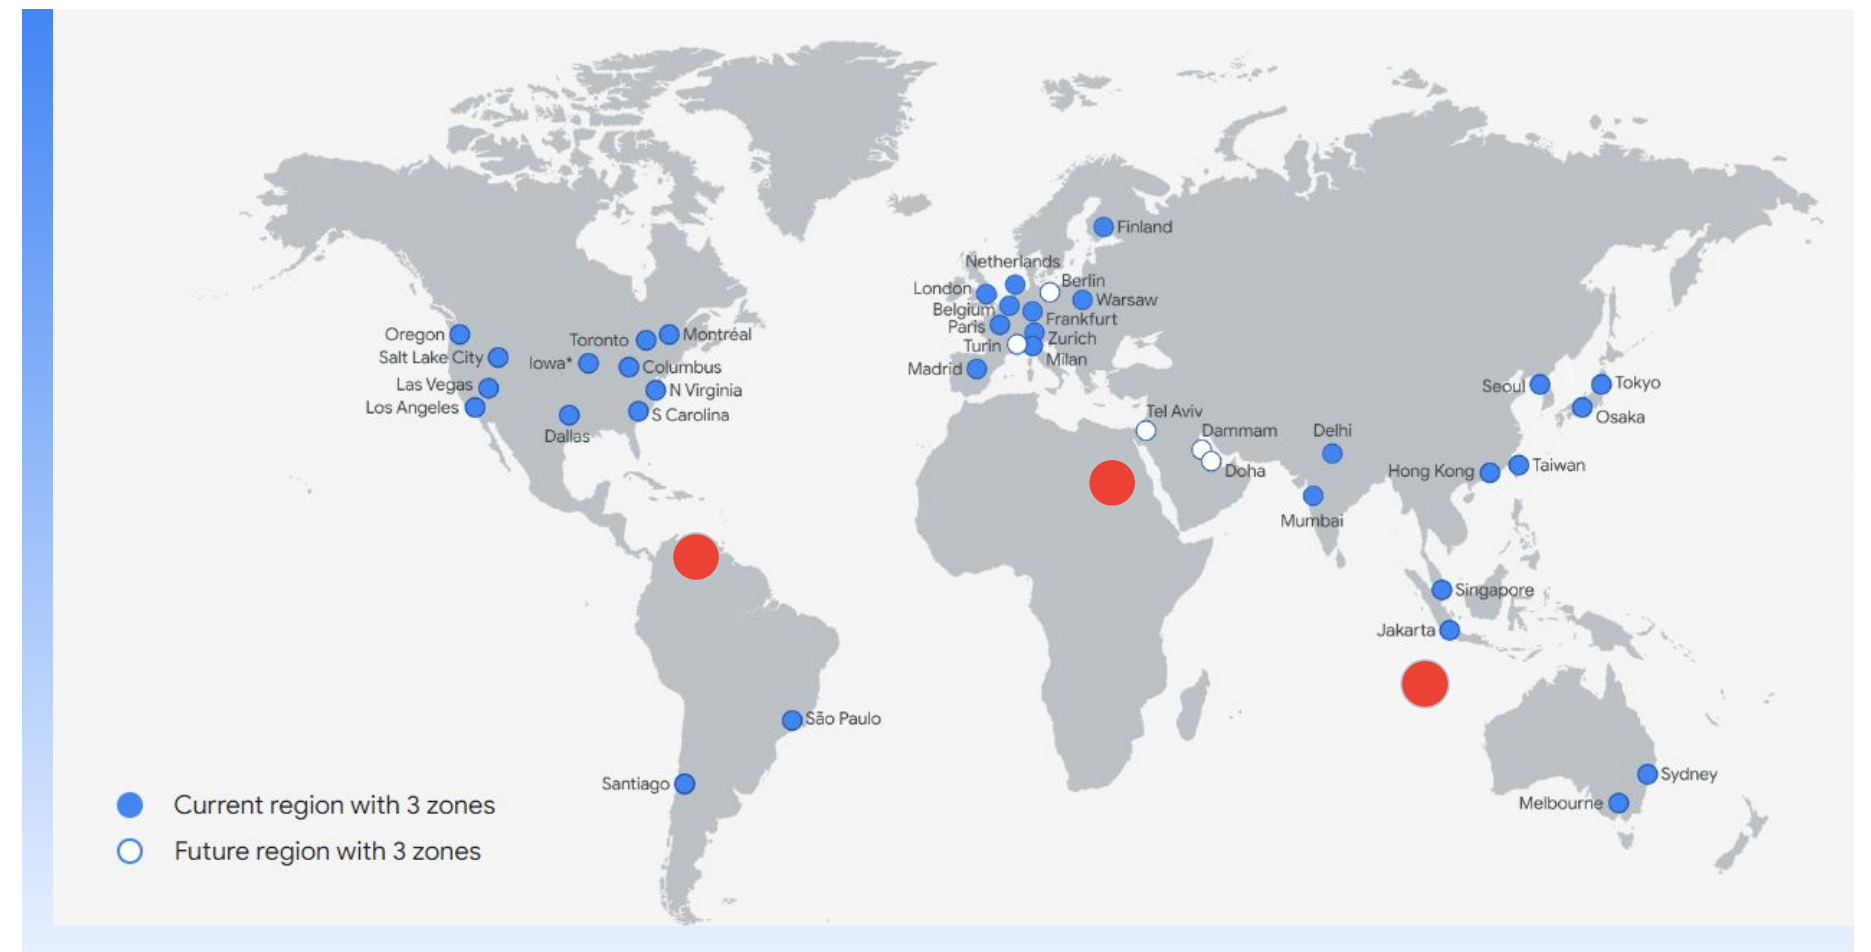 Finland
Netherlands
Berlin
London
Warsaw
Belgium
Frankfurt
Paris
Zurich
Turin
Milan
Madrid
Oregon
Toronto
Montréal
Salt Lake City
Iowa*
Columbus
Las Vegas
N Virginia
Los Angeles
S Carolina
Dallas
Seoul
Tokyo
Osaka
Tel Aviv
Dammam
Delhi
Doha
Hong Kong
Taiwan
Mumbai
Singapore
Jakarta
São Paulo
Santiago
Sydney
Melbourne
Current region with 3 zones
Future region with 3 zones